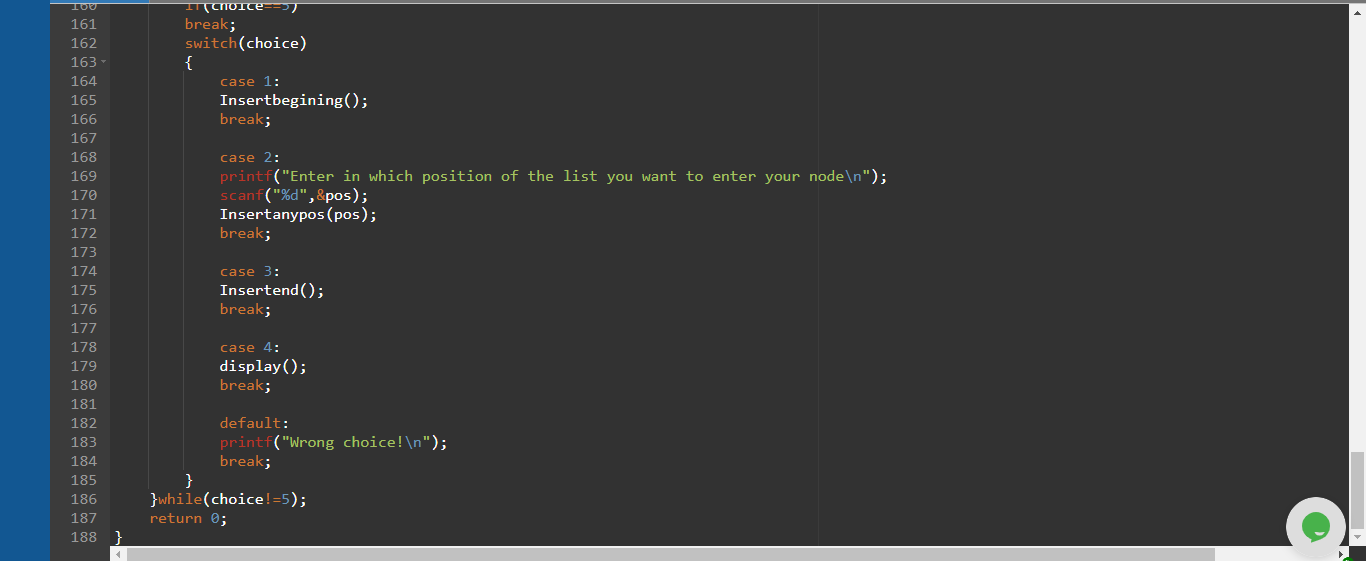 160 if(choice==5)
161 break;
162 switch(choice)
163 {
164 case 1:
165 Insertbegining();
166 break;
167
168 case 2:
169 printf("Enter in which position of the list you want to enter your node\n");
170 scanf("%d",&pos);
171 Insertanypos(pos);
172 break;
173
174 case 3:
175 Insertend();
176 break;
177
178 case 4:
179 display();
180 break;
181
182 default:
183 printf("Wrong choice!\n");
184 break;
185 }
186 }while(choice!=5);
187 return 0;
188 }